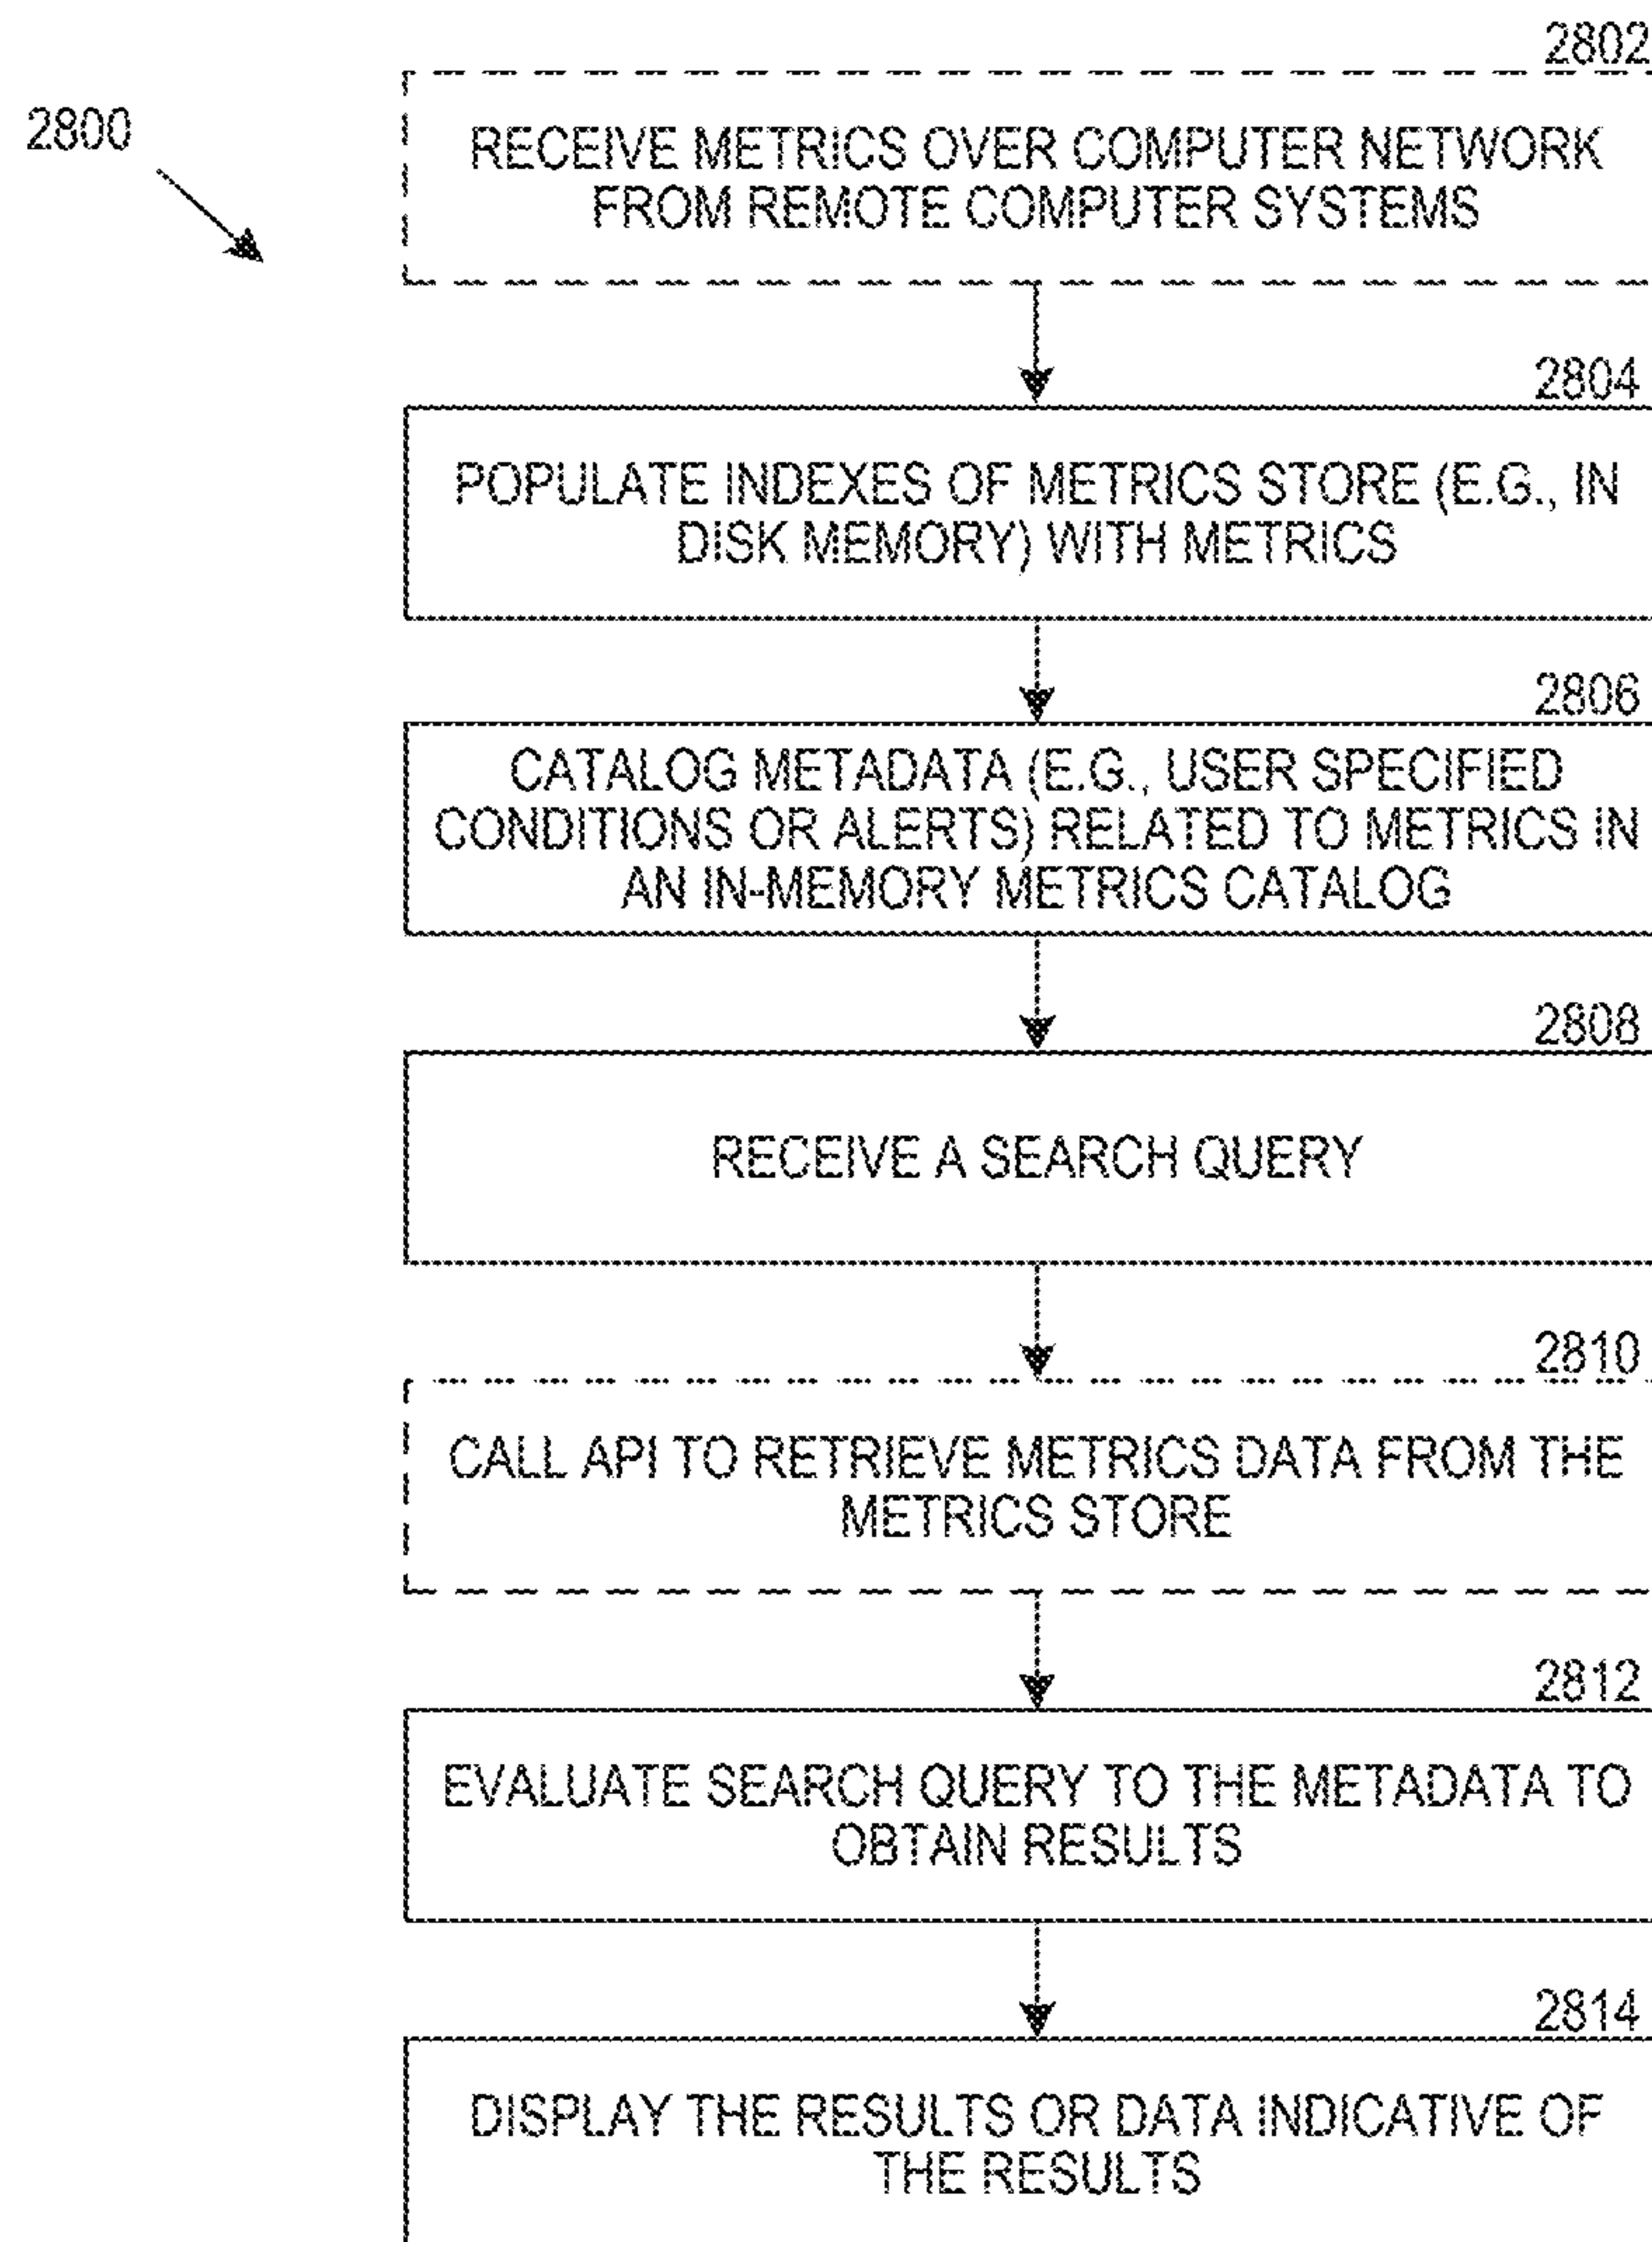 2802
2800
RECEIVE METRICS OVER COMPUTER NETWORK
FROM REMOTE COMPUTER SYSTEMS
2804
POPULATE INDEXES OF METRICS STORE (E.G., IN
DISK MEMORY) WITH METRICS
2806
CATALOG METADATA (E.G., USER SPECIFIED
CONDITIONS OR ALERTS) RELATED TO METRICS IN
AN IN-MEMORY METRICS CATALOG
2808
RECEIVE A SEARCH QUERY
2810
CALL API TO RETRIEVE METRICS DATA FROM THE
METRICS STORE
2812
EVALUATE SEARCH QUERY TO THE METADATA TO
OBTAIN RESULTS
2814
DISPLAY THE RESULTS OR DATA INDICATIVE OF
THE RESULTS